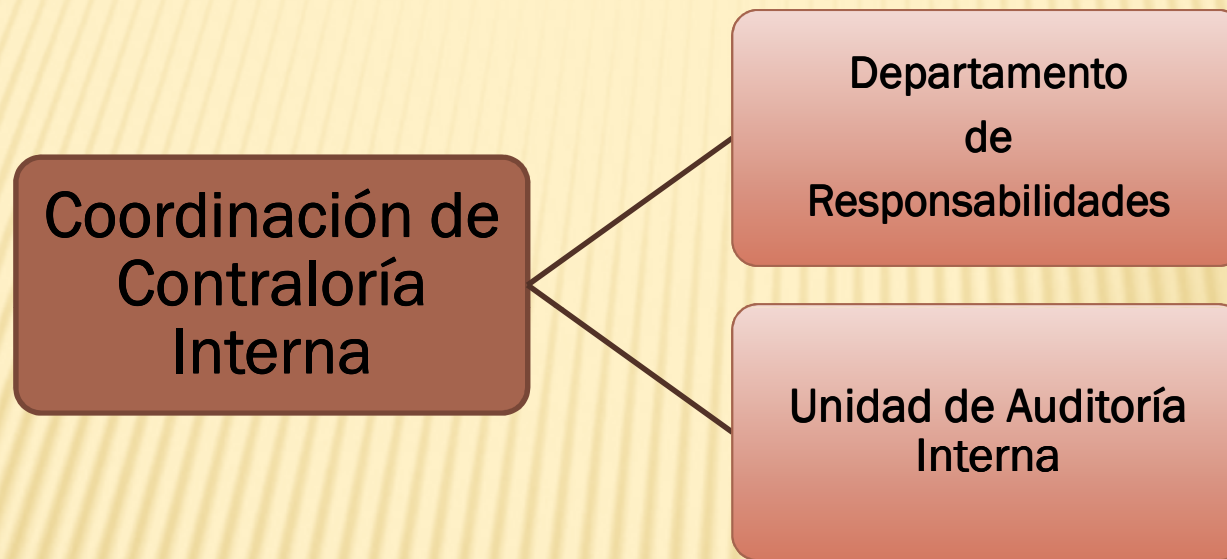 Coordinación de
Contraloría
Interna
Departamento
de
Responsabilidades
Unidad de Auditoría
Interna